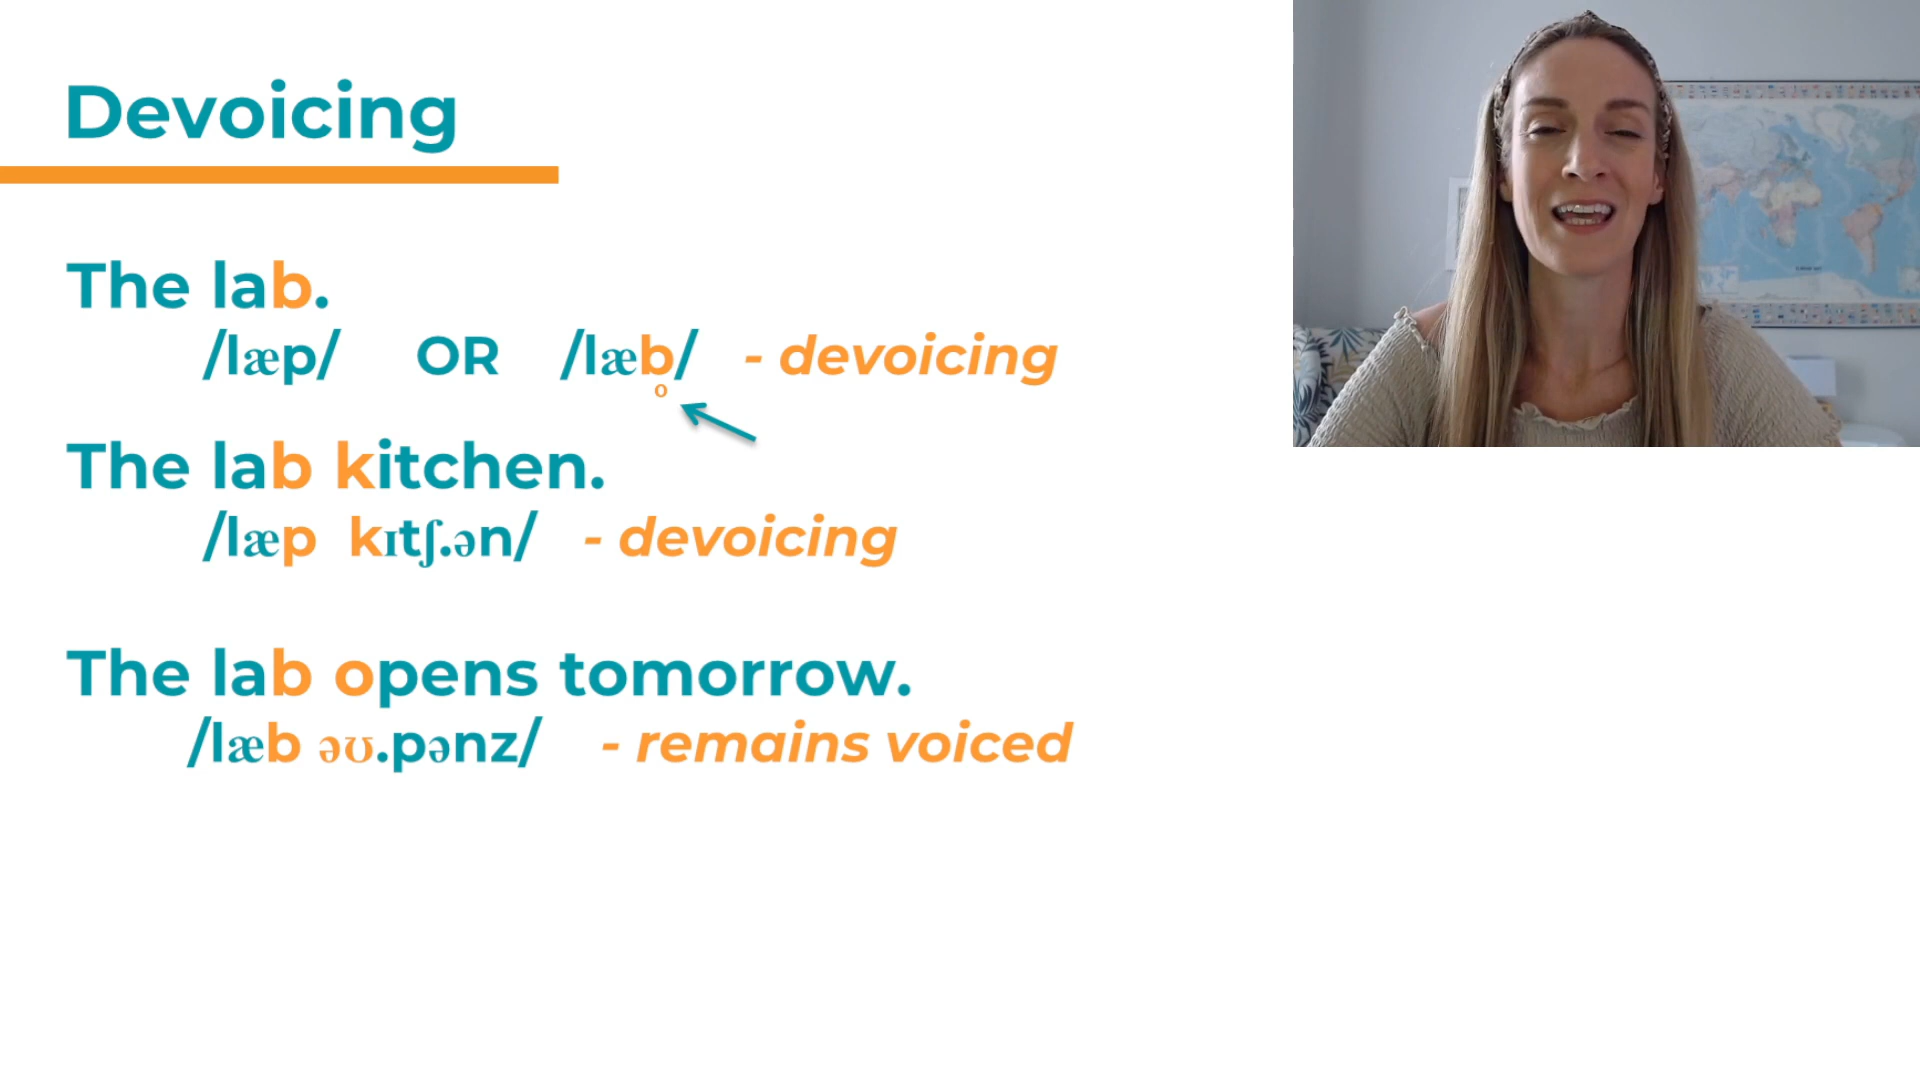 Devoicing
The lab.
/læp/ OR /læb̥/ - devoicing
The lab kitchen.
/læp kɪtʃ.ən/ - devoicing
The lab opens tomorrow.
/læb əʊ.pənz/ - remains voiced